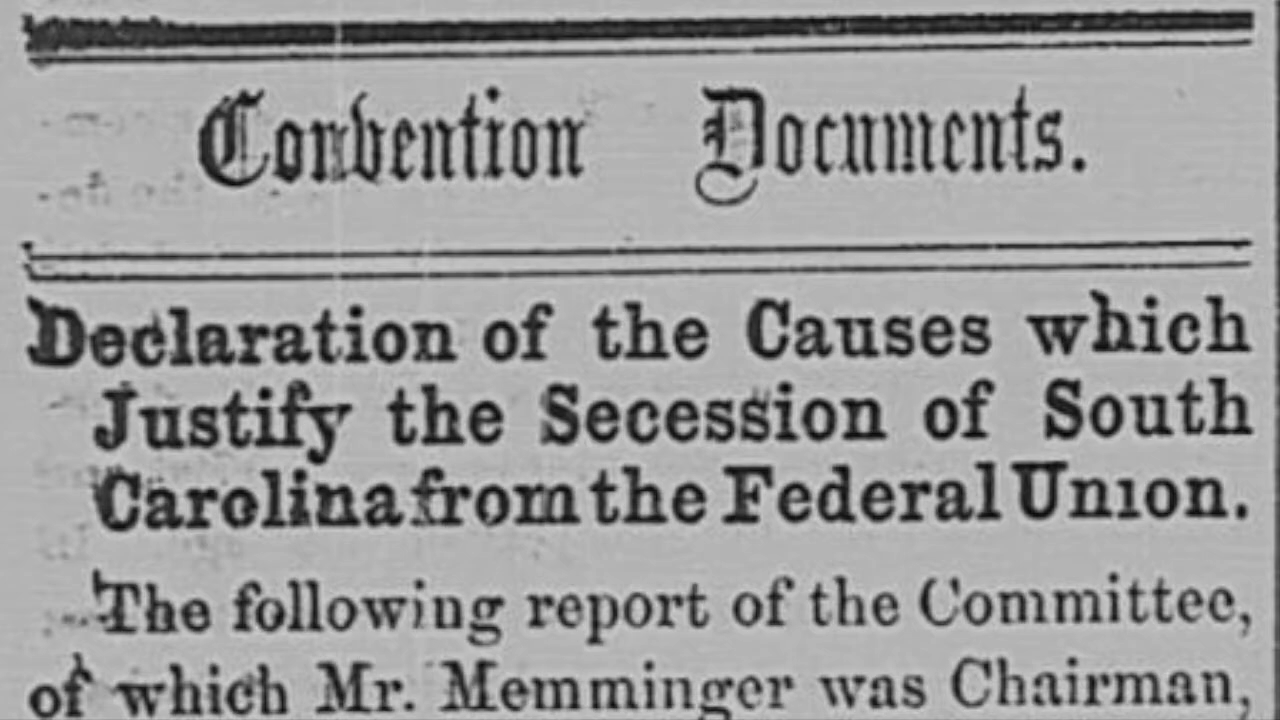 Convention Documents.
Declaration of the Causes which
Justify the Secession of South
Carolina from the Federal Union.
The following report of the Committee,
of which Mr. Memminger was Chairman,